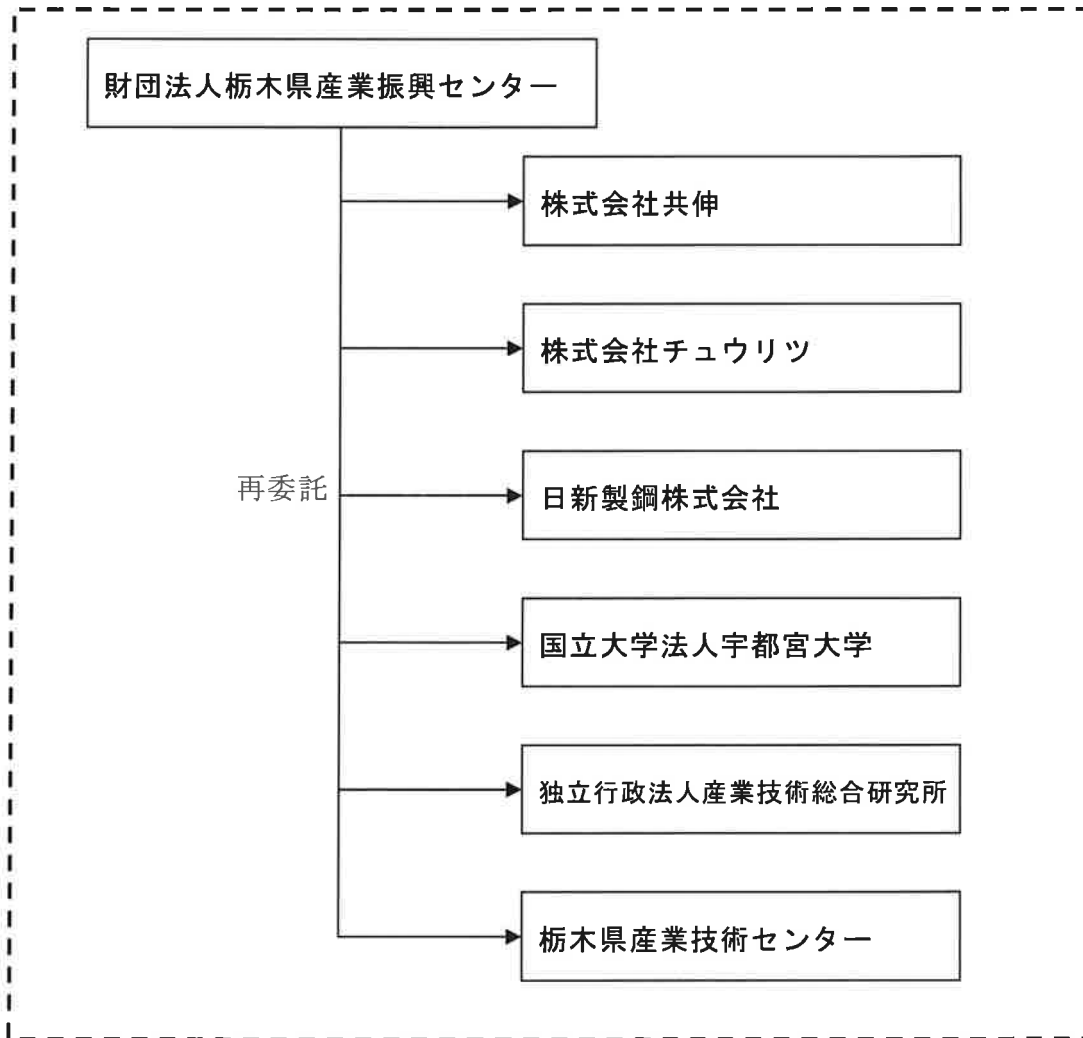 財団法人栃木県産業振興センター
株式会社共伸
株式会社チュウリツ
再委託
日新製鋼株式会社
国立大学法人宇都宮大学
独立行政法人産業技術総合研究所
栃木県産業技術センター